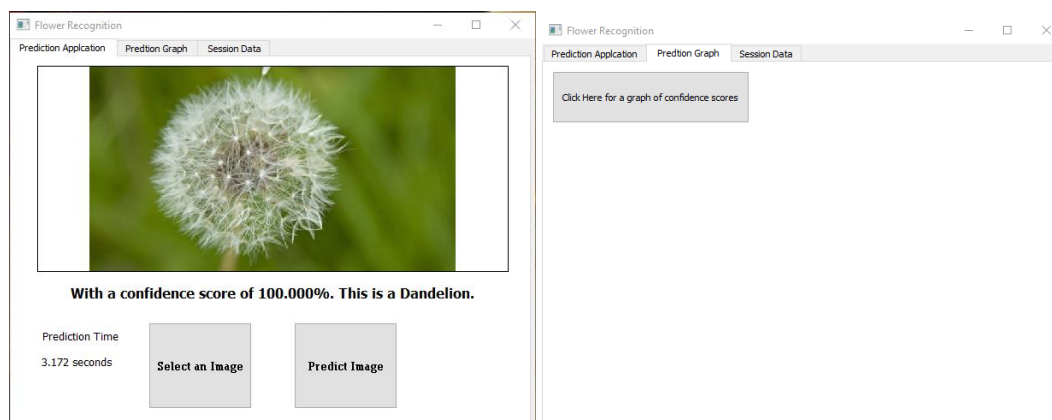 Flower Recognition
Prediction Applcation Predtion Graph Session Data
With a confidence score of 100.000%. This is a Dandelion.
Prediction Time
3.172 seconds
Select an Image
Predict Image
Flower Recognition
Prediction Applcation Predtion Graph Session Data
Click Here for a graph of confidence scores